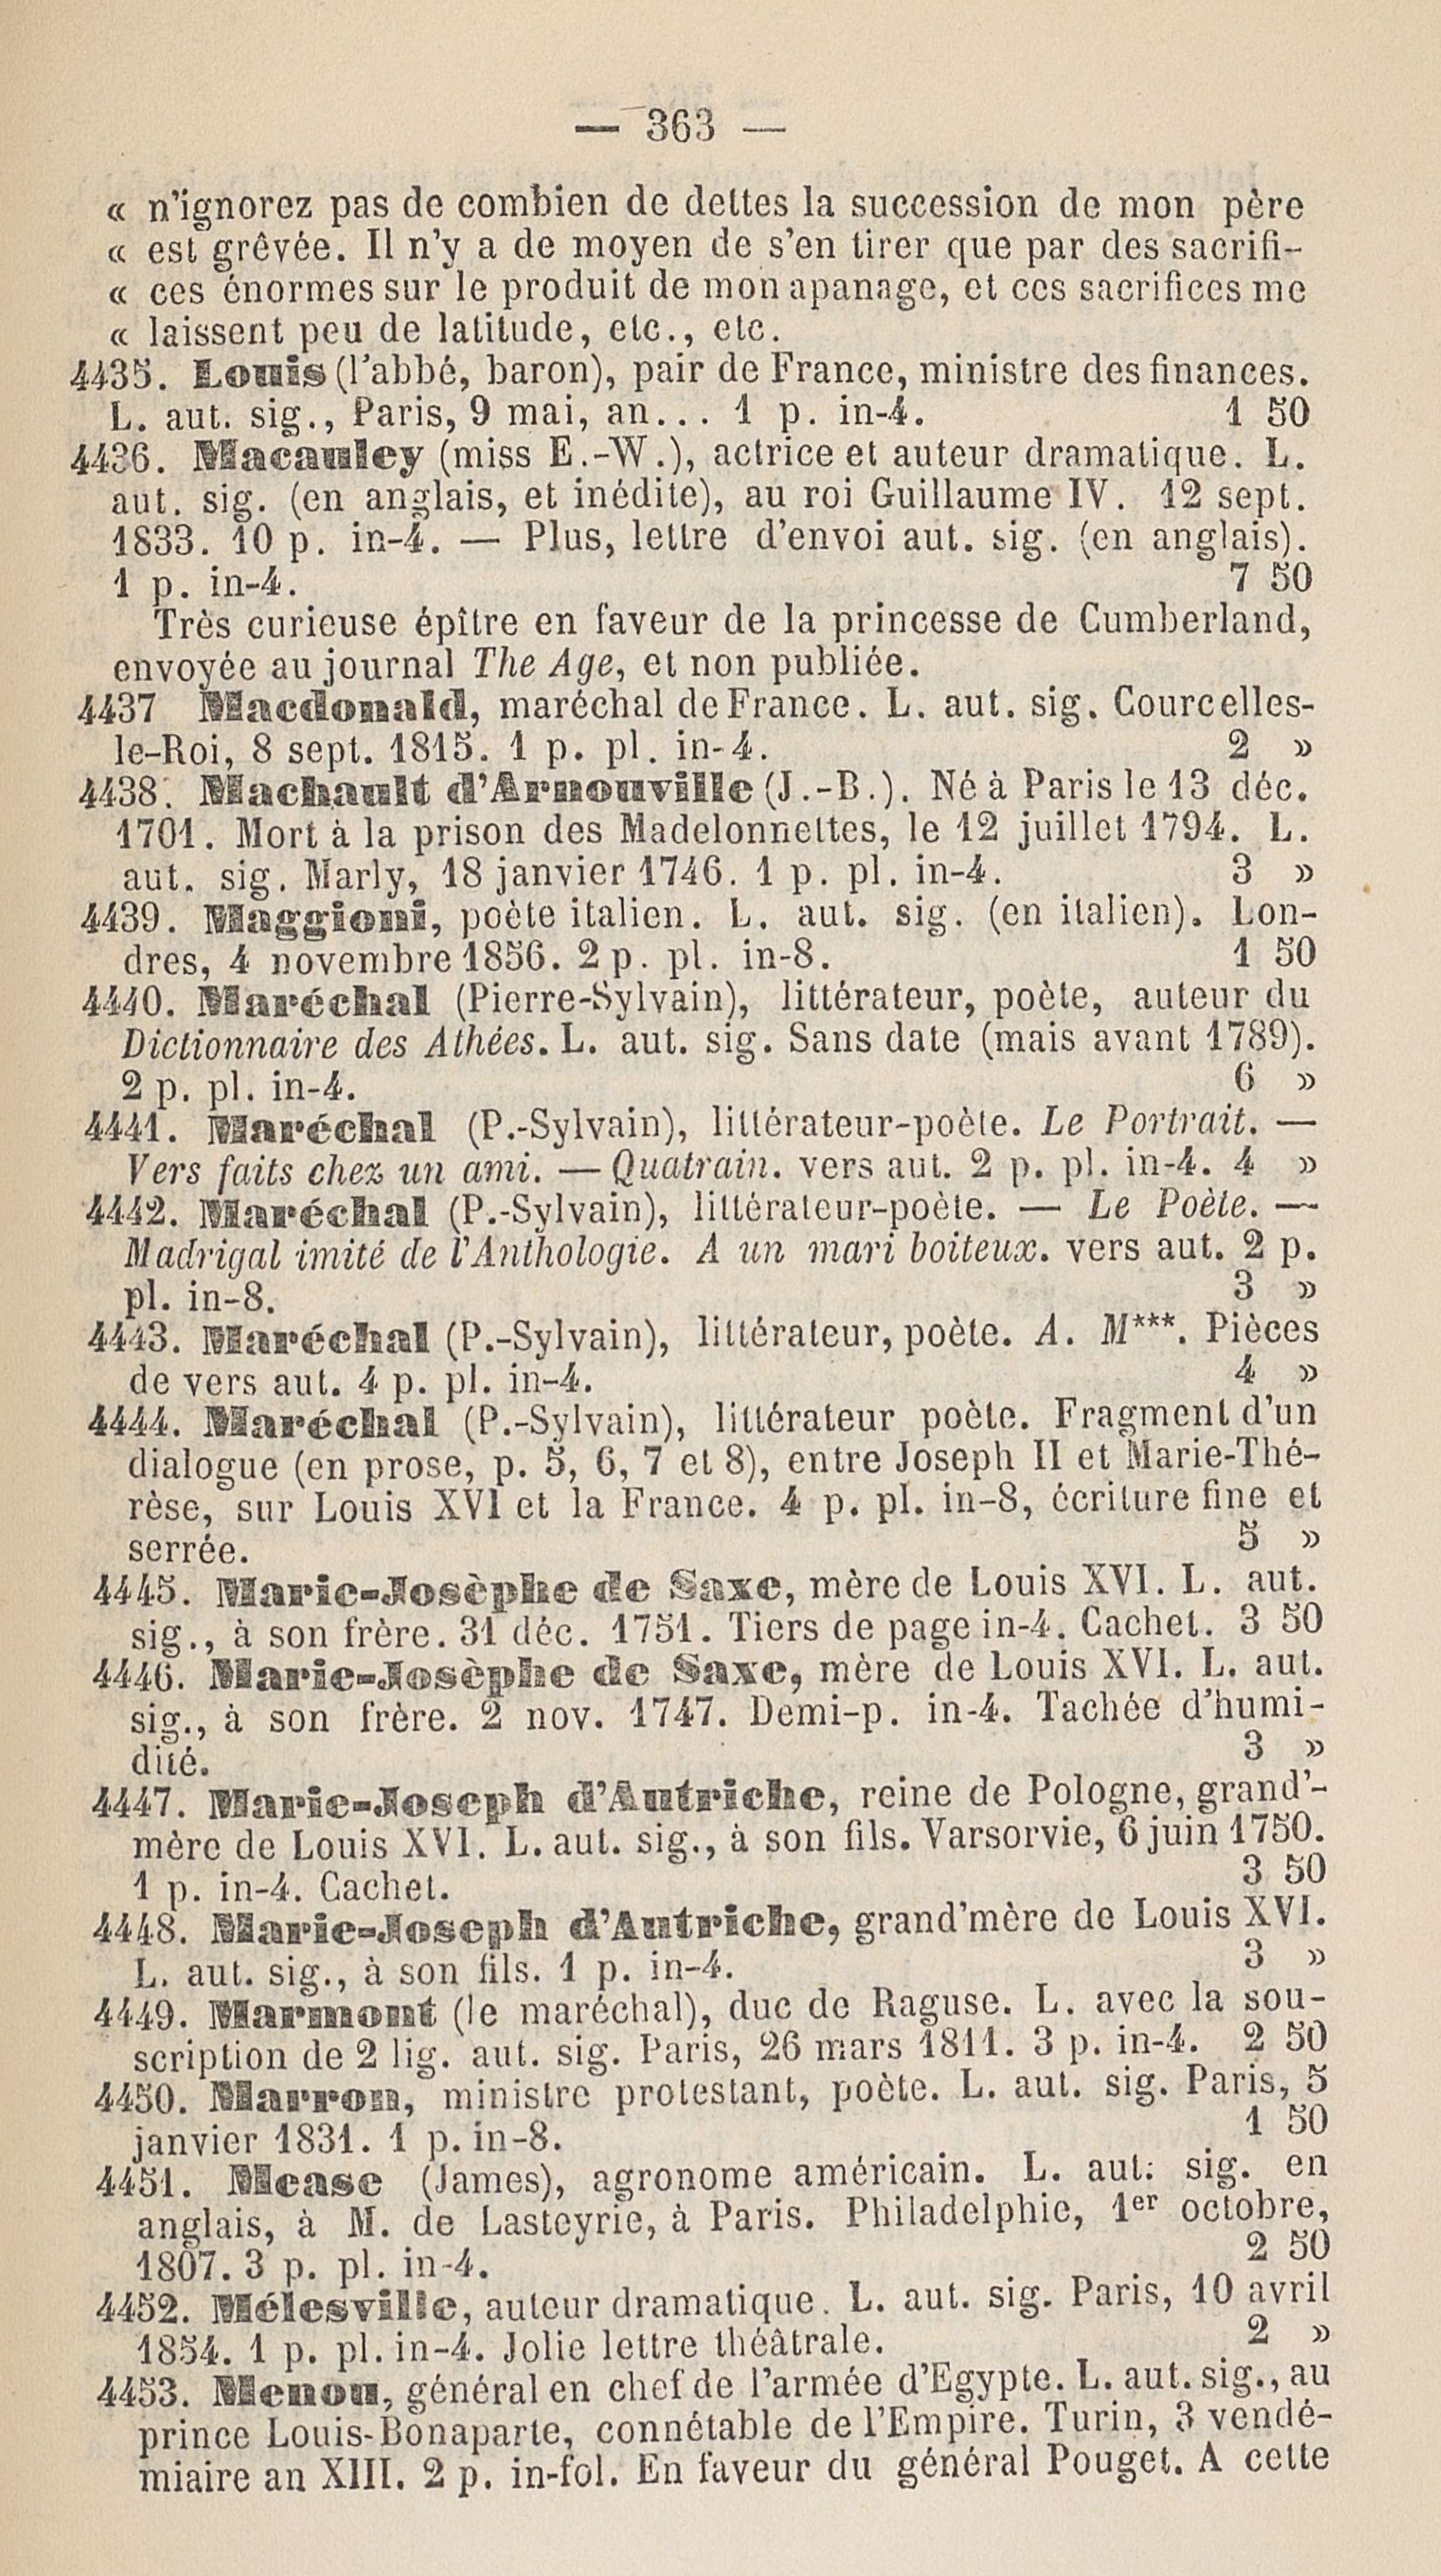 — 363 —
« n'ignorez pas de combien de dettes la succession de mon père
« est grêvée. Il n'y a de moyen de s'en tirer que par des sacrifi-
« ces énormes sur le produit de mon apanage, et ces sacrifices me
« laissent peu de latitude, etc., etc.
4435. Louis (l'abbé, baron), pair de France, ministre des finances.
L. aut. sig., Paris, 9 mai, an... 1 p. in-4. 1 50
4436. Macauley (miss E.-W.), actrice et auteur dramatique. L.
aut. sig. (en anglais, et inédite), au roi Guillaume IV. 12 sept.
1833. 10 p. in-4. — Plus, lettre d'envoi aut. sig. (en anglais).
1 p. in-4. 7 50
Très curieuse épître en faveur de la princesse de Cumberland,
envoyée au journal The Age, et non publiée.
4437 Macdonald, maréchal de France. L. aut. sig. Courcelles-
le-Roi, 8 sept. 1815. 1 p. pl. in-4. 2 »
4438. Machault d'Arnouville (J.-B.). Né à Paris le 13 déc.
1701. Mort à la prison des Madelonnettes, le 12 juillet 1794. L.
aut. sig. Marly, 18 janvier 1746. 1 p. pl. in-4. 3 »
4439. Maggioni, poète italien. L. aut. sig. (en italien). Lon-
dres, 4 novembre 1856. 2 p. pl. in-8. 1 50
4440. Maréchal (Pierre-Sylvain), littérateur, poète, auteur du
Dictionnaire des Athées. L. aut. sig. Sans date (mais avant 1789).
2 p. pl. in-4. 6 »
4441. Maréchal (P.-Sylvain), littérateur-poète. Le Portrait. —
Vers faits chez un ami. — Quatrain. vers aut. 2 p. pl. in-4. 4 »
4442. Maréchal (P.-Sylvain), littérateur-poète. — Le Poète. —
Madrigal imité de l'Anthologie. A un mari boiteux. vers aut. 2 p.
pl. in-8. 3 »
4443. Maréchal (P.-Sylvain), littérateur, poète. A. M***. Pièces
de vers aut. 4 p. pl. in-4. 4 »
4444. Maréchal (P.-Sylvain), littérateur poète. Fragment d'un
dialogue (en prose, p. 5, 6, 7 et 8), entre Joseph II et Marie-Thé-
rèse, sur Louis XVI et la France. 4 p. pl. in-8, écriture fine et
serrée. 5 »
4445. Marie-Josèphe de Saxe, mère de Louis XVI. L. aut.
sig., à son frère. 31 déc. 1751. Tiers de page in-4. Cachet. 3 50
4446. Marie-Josèphe de Saxe, mère de Louis XVI. L. aut.
sig., à son frère. 2 nov. 1747. Demi-p. in-4. Tachée d'humi-
dité. 3 »
4447. Marie-Joseph d'Autriche, reine de Pologne, grand'-
mère de Louis XVI. L. aut. sig., à son fils. Varsorvie, 6 juin 1750.
1 p. in-4. Cachet. 3 50
4448. Marie-Joseph d'Autriche, grand'mère de Louis XVI.
L. aut. sig., à son fils. 1 p. in-4. 3 »
4449. Marmont (le maréchal), duc de Raguse. L. avec la sou-
scription de 2 lig. aut. sig. Paris, 26 mars 1811. 3 p. in-4. 2 50
4450. Marron, ministre protestant, poète. L. aut. sig. Paris, 5
janvier 1831. 1 p. in-8. 1 50
4451. Mease (James), agronome américain. L. aut: sig. en
anglais, à M. de Lasteyrie, à Paris. Philadelphie, 1er octobre,
1807. 3 p. pl. in-4. 2 50
4452. Mélesville, auteur dramatique. L. aut. sig. Paris, 10 avril
1854. 1 p. pl. in-4. Jolie lettre théâtrale. 2 »
4453. Menou, général en chef de l'armée d'Egypte. L. aut. sig., au
prince Louis-Bonaparte, connétable de l'Empire. Turin, 3 vendé-
miaire an XIII. 2 p. in-fol. En faveur du général Pouget. A cette